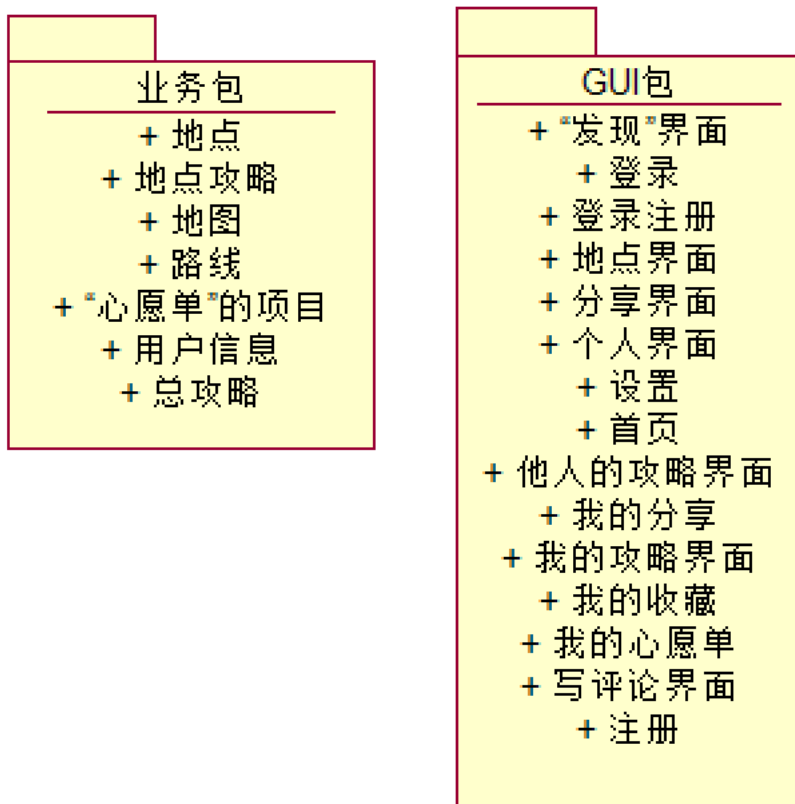 业务包
+ 地点
+ 地点攻略
+ 地图
+ 路线
+ “心愿单”的项目
+ 用户信息
+ 总攻略
GUI包
+ “发现”界面
+ 登录
+ 登录注册
+ 地点界面
+ 分享界面
+ 个人界面
+ 设置
+ 首页
+ 他人的攻略界面
+ 我的分享
+ 我的攻略界面
+ 我的收藏
+ 我的心愿单
+ 写评论界面
+ 注册